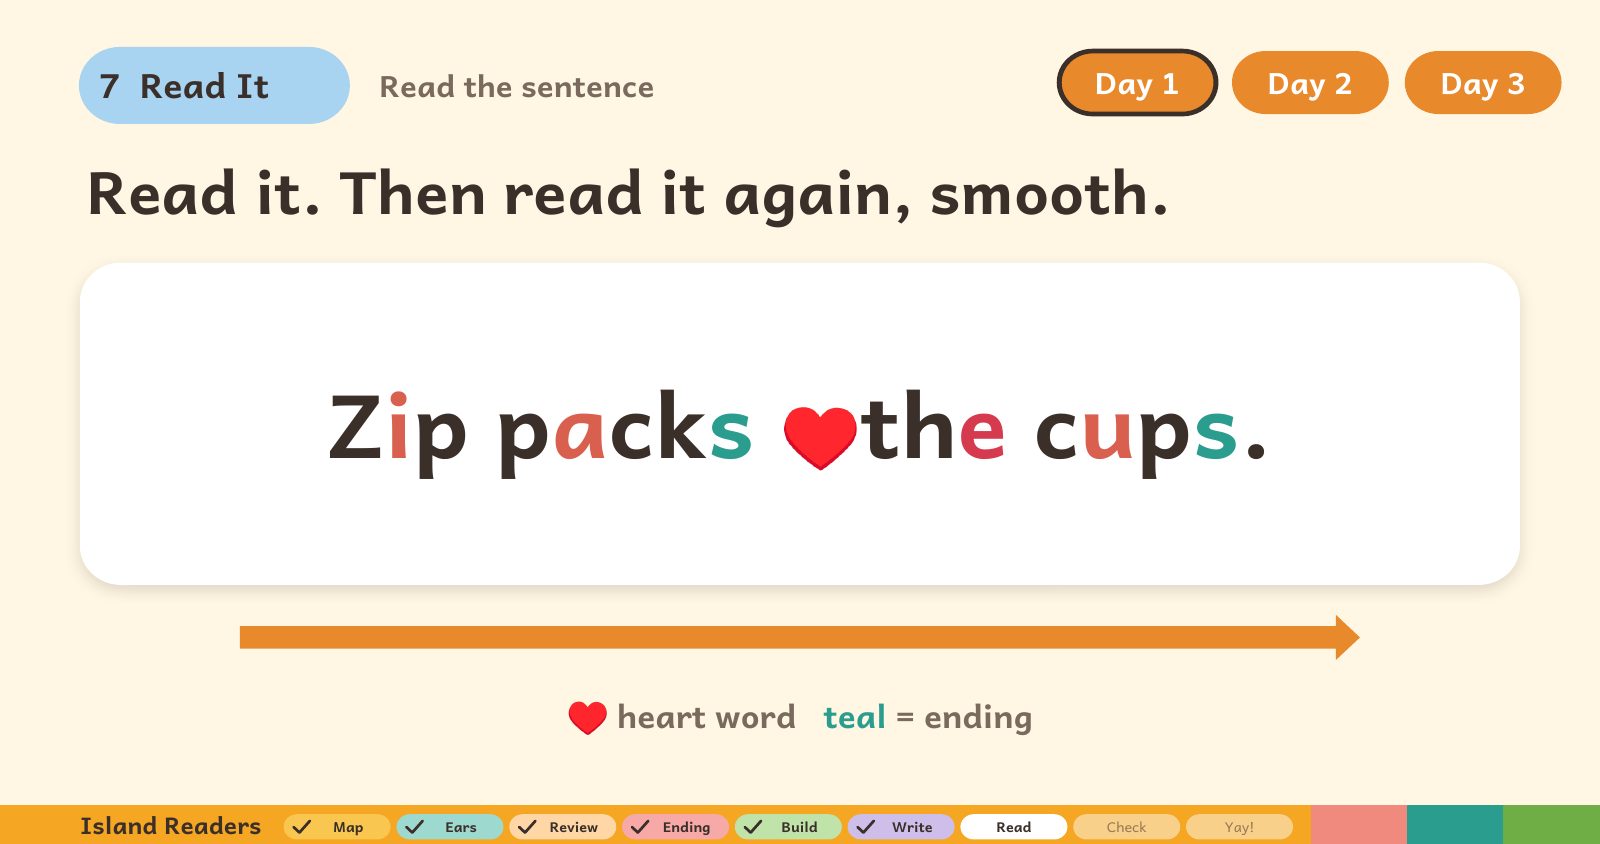 7 Read It Read the sentence Day 1 Day 2 Day 3
Read it. Then read it again, smooth.
Zip packs ❤️the cups.
❤️ heart word teal = ending
Island Readers ✓ Map ✓ Ears ✓ Review ✓ Ending ✓ Build ✓ Write Read Check Yay!